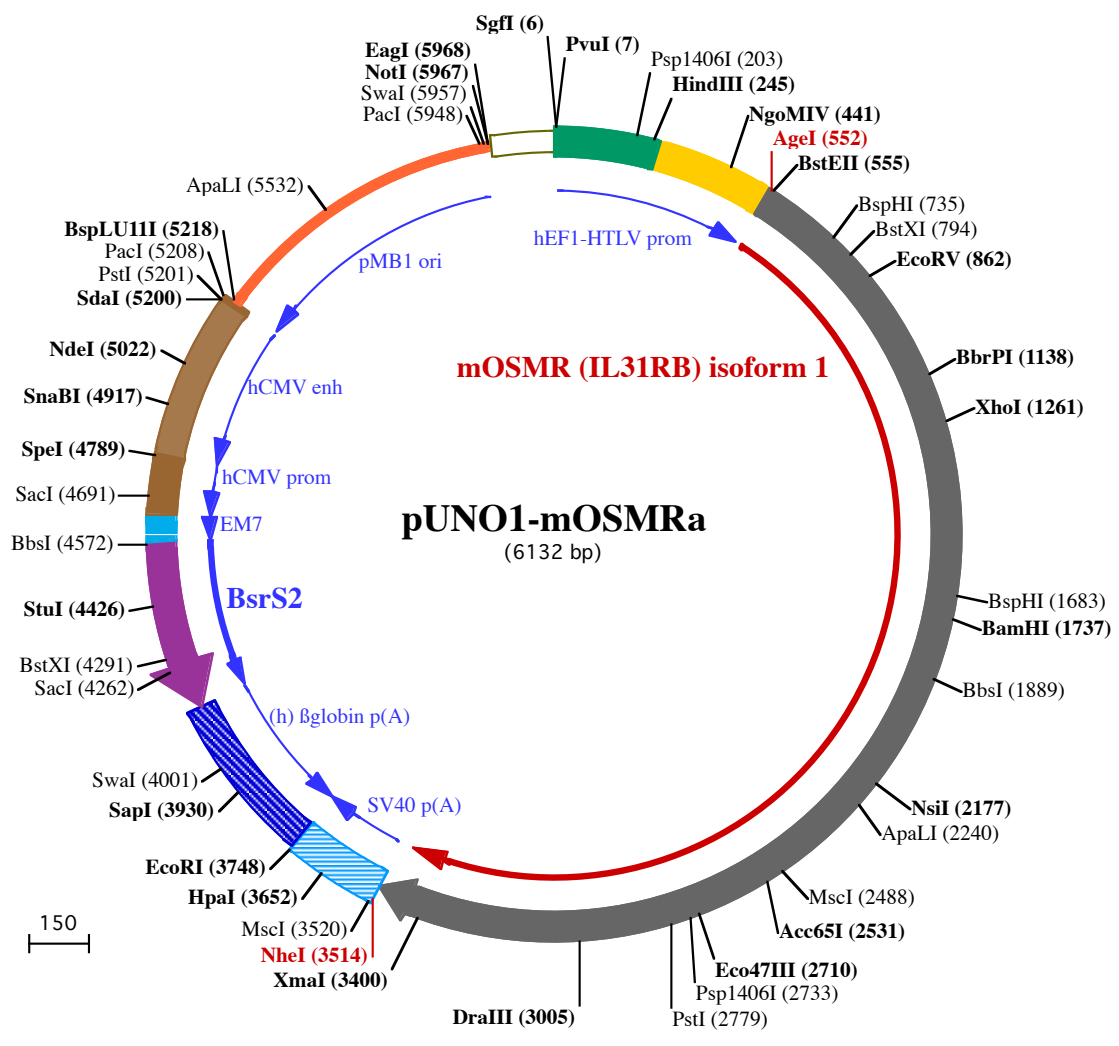 SgfI (6)
PvuI (7)
Psp1406I (203)
HindIII (245)
NgoMIV (441)
AgeI (552)
BstEII (555)
BspHI (735)
BstXI (794)
EcoRV (862)
BbrPI (1138)
XhoI (1261)
BspHI (1683)
BamHI (1737)
BbsI (1889)
NsiI (2177)
ApaLI (2240)
MscI (2488)
Acc65I (2531)
Eco47III (2710)
Psp1406I (2733)
PstI (2779)
DraIII (3005)
XmaI (3400)
NheI (3514)
MscI (3520)
HpaI (3652)
EcoRI (3748)
SapI (3930)
SwaI (4001)
SacI (4262)
BstXI (4291)
StuI (4426)
BbsI (4572)
SacI (4691)
SpeI (4789)
SnaBI (4917)
NdeI (5022)
SdaI (5200)
PstI (5201)
PacI (5208)
BspLU11I (5218)
ApaLI (5532)
PacI (5948)
SwaI (5957)
NotI (5967)
EagI (5968)
hEF1-HTLV prom
pMB1 ori
mOSMR (IL31RB) isoform 1
hCMV enh
hCMV prom
EM7
pUNO1-mOSMRa
(6132 bp)
BsrS2
(h) ßglobin p(A)
SV40 p(A)
150